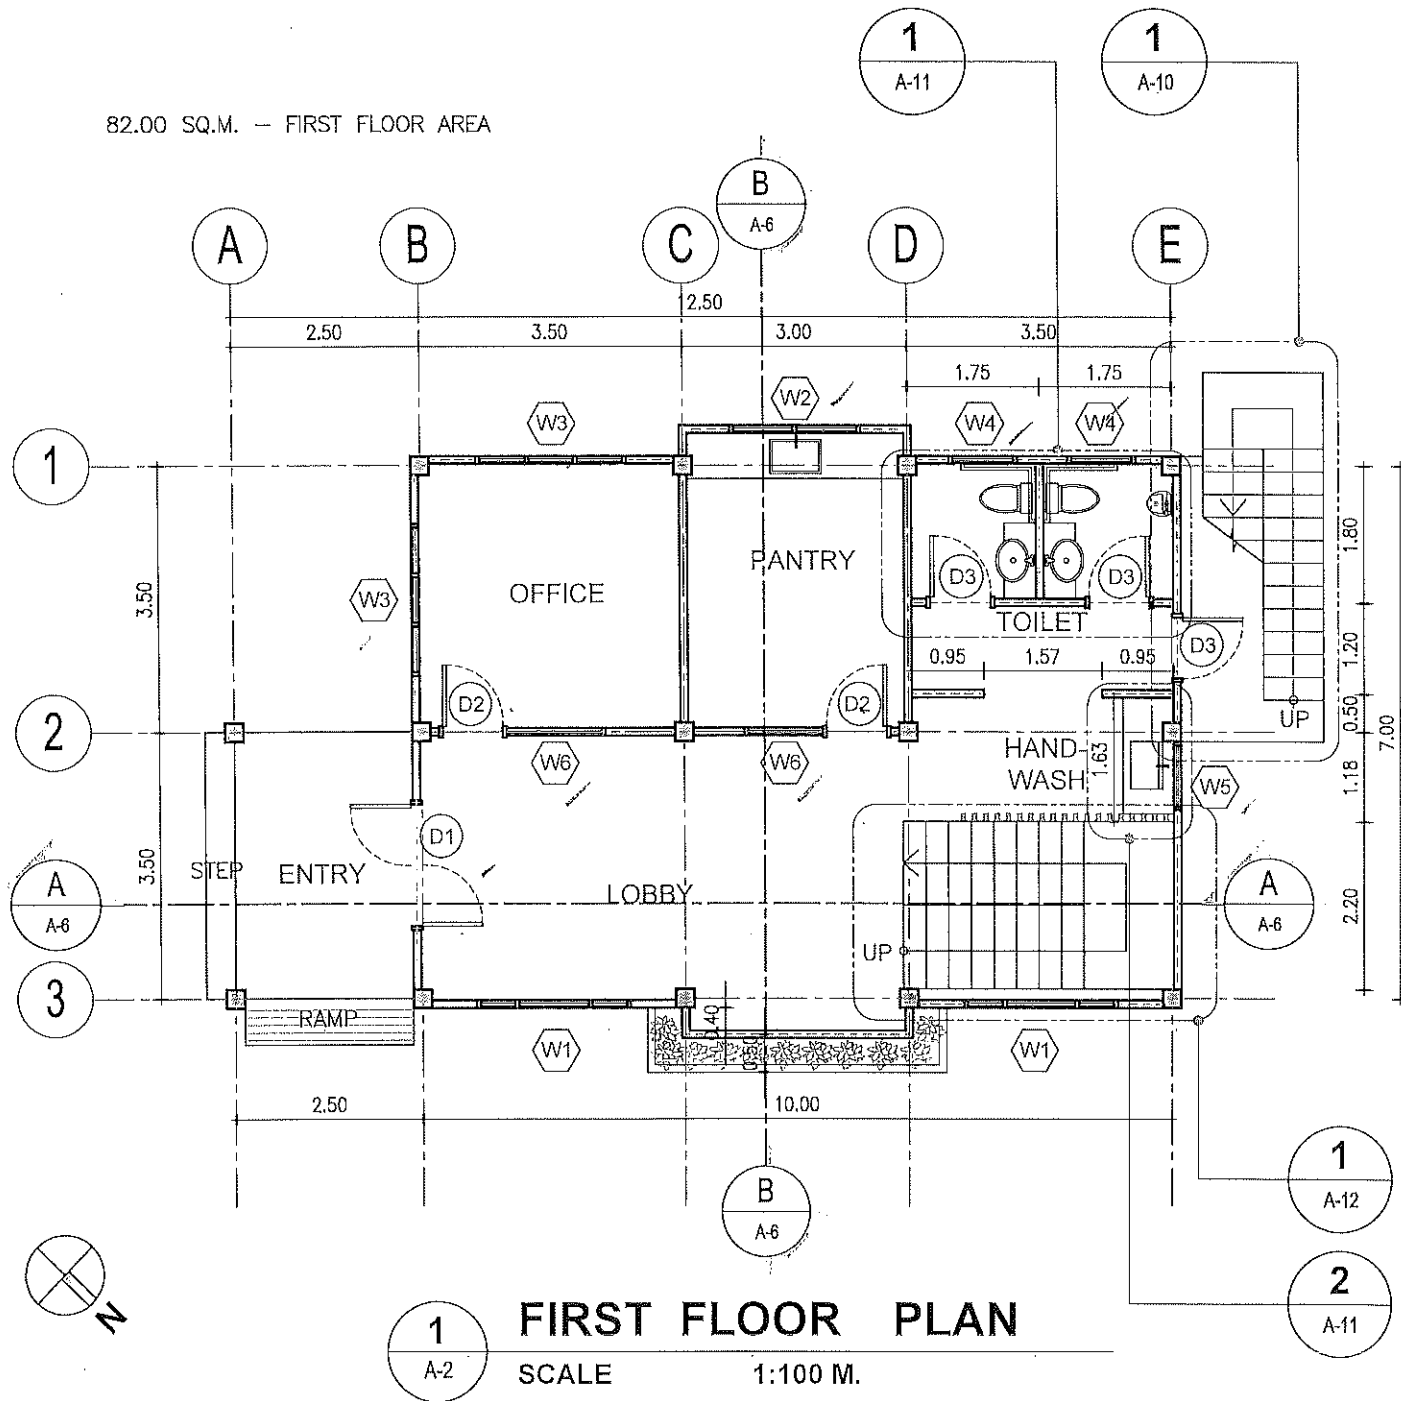 1
A-11
1
A-10
82.00 SQ.M. – FIRST FLOOR AREA
B
A-6
A
B
C
D
E
12.50
2.50
3.50
3.00
3.50
1.75
1.75
W2
W3
W4
W4
1
3.50
1.80
PANTRY
OFFICE
W3
D3
D3
TOILET
1.20
D3
0.95
1.57
0.95
D2
D2
2
UP
0.50
7.00
W6
W6
HAND-
WASH
1.63
W5
1.18
D1
STEP
ENTRY
3.50
LOBBY
A
A-6
A
A-6
2.20
UP
3
RAMP
0.40
0.50
W1
W1
2.50
10.00
B
A-6
1
A-12
2
A-11
N
1
A-2
FIRST FLOOR PLAN
SCALE 1:100 M.